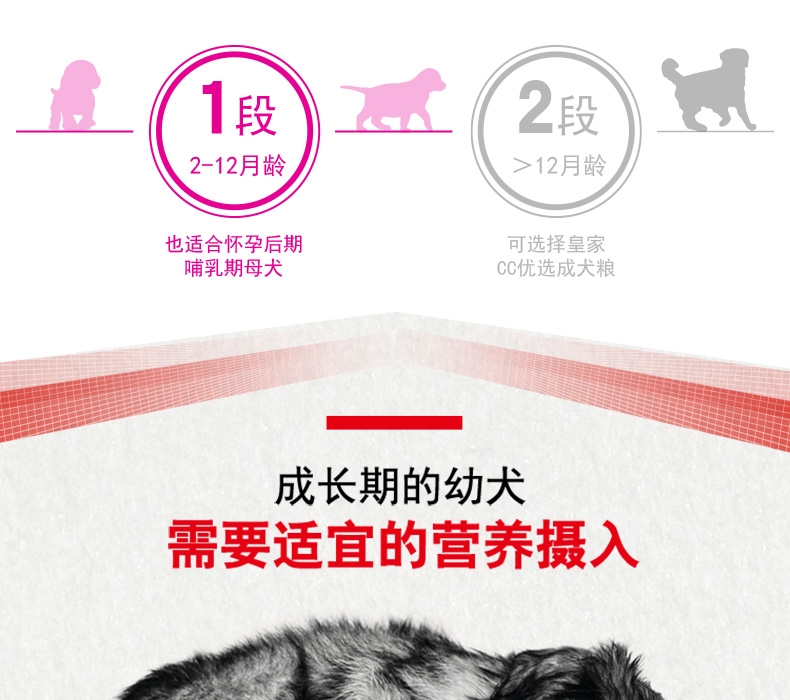 1段
2-12月龄
也适合怀孕后期
哺乳期母犬
2段
>12月龄
可选择皇家
CC优选成犬粮
成长期的幼犬
需要适宜的营养摄入